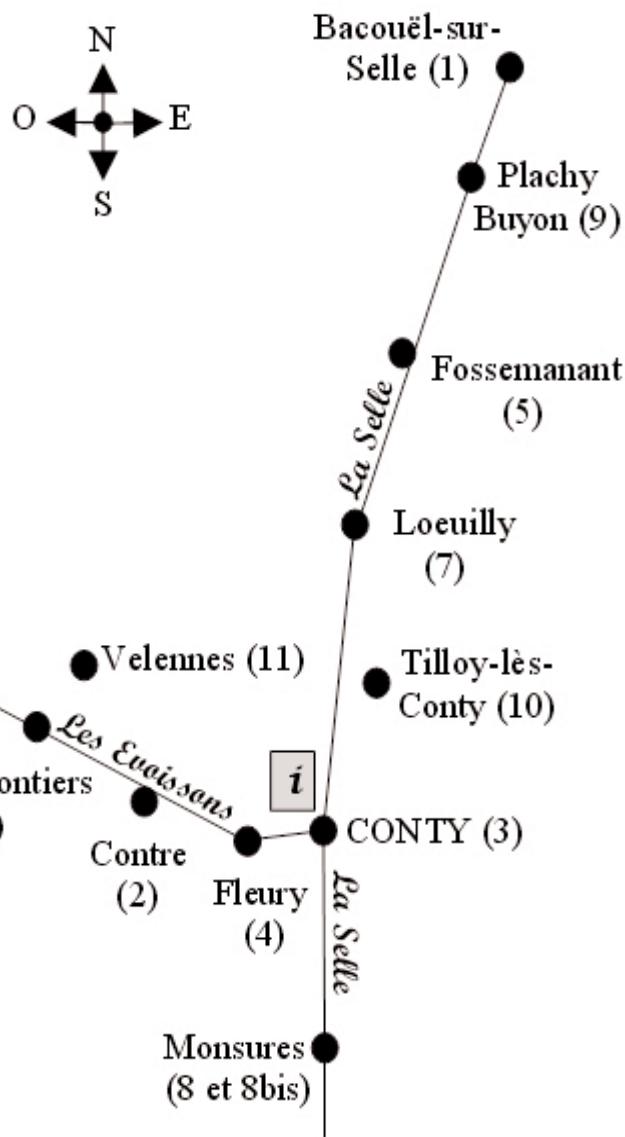 Bacouël-sur-
Selle (1)
N
O
E
S
Plachy
Buyon (9)
Fossemanant
(5)
La Selle
Loeuilly
(7)
Velennes (11)
Tilloy-lès-
Conty (10)
Les Evoissons
i
ontiers
CONTY (3)
Contre
(2)
Fleury
(4)
La Selle
Monsures
(8 et 8bis)